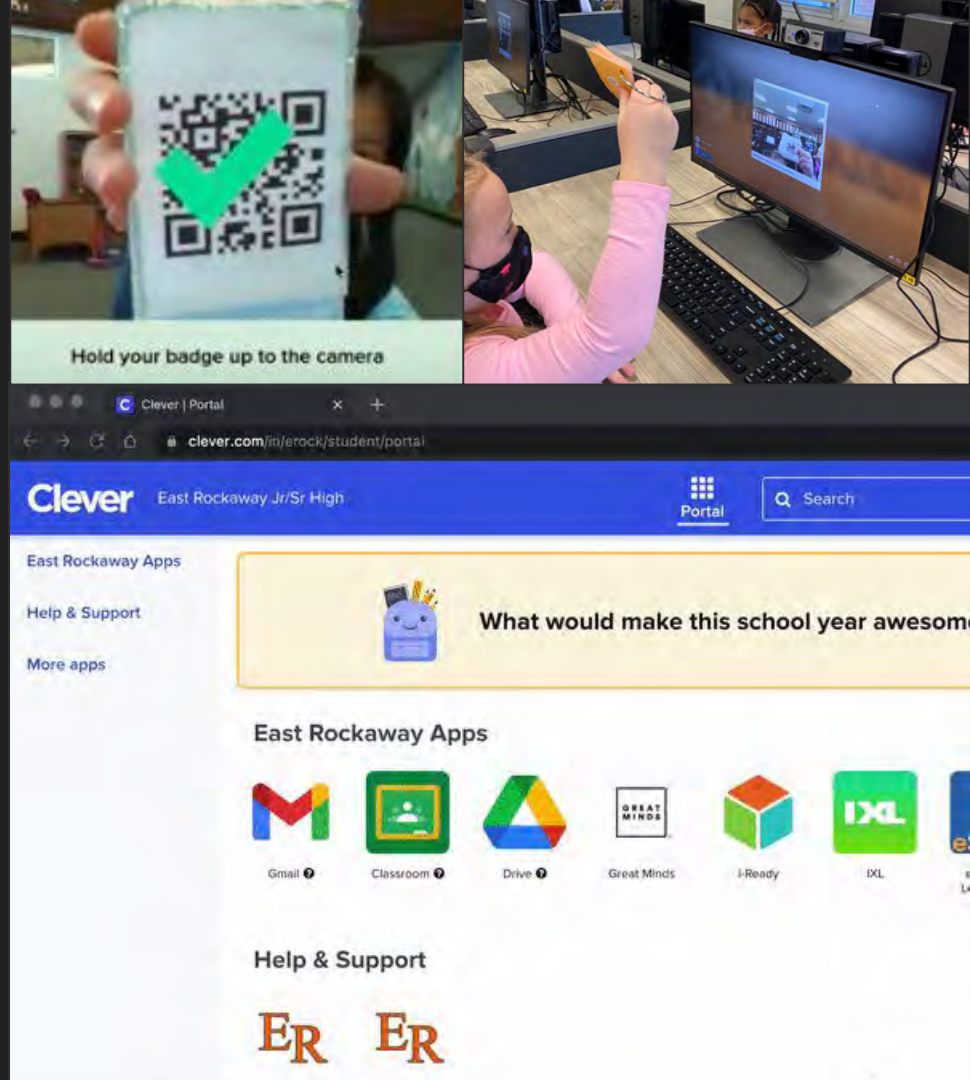 Hold your badge up to the camera
C Clever | Portal
clever.com/in/erock/student/portal
Clever East Rockaway Jr/Sr High Portal Search
East Rockaway Apps
Help & Support
More apps
What would make this school year awesome
East Rockaway Apps
GREAT
MINDS
IXL
Gmail
Classroom
Drive
Great Minds
i-Ready
IXL
Help & Support
ER ER